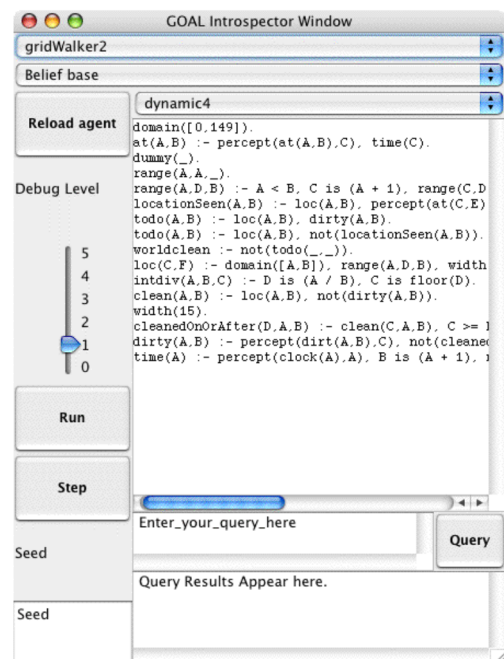 GOAL Introspector Window
gridWalker2
Belief base
Reload agent
dynamic4
domain([0,149]).
at(A,B) :- percept(at(A,B),C), time(C).
dummy(_).
range(A,A,_).
range(A,D,B) :- A < B, C is (A + 1), range(C,D
locationSeen(A,B) :- loc(A,B), percept(at(C,E)
todo(A,B) :- loc(A,B), dirty(A,B).
todo(A,B) :- loc(A,B), not(locationSeen(A,B)).
worldclean :- not(todo(_,_)).
loc(C,F) :- domain([A,B]), range(A,D,B), width
intdiv(A,B,C) :- D is (A / B), C is floor(D).
clean(A,B) :- loc(A,B), not(dirty(A,B)).
width(15).
cleanedOnOrAfter(D,A,B) :- clean(C,A,B), C >=
dirty(A,B) :- percept(dirt(A,B),C), not(cleaned
time(A) :- percept(clock(A),A), B is (A + 1),
Debug Level
5
4
3
2
1
0
Run
Step
Seed
Seed
Enter_your_query_here
Query
Query Results Appear here.